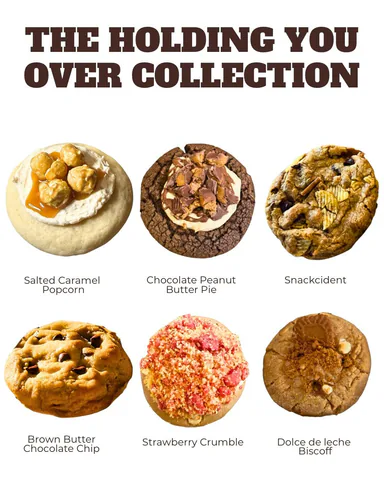 THE HOLDING YOU
OVER COLLECTION
Salted Caramel
Popcorn
Chocolate Peanut
Butter Pie
Snackcident
Brown Butter
Chocolate Chip
Strawberry Crumble
Dolce de leche
Biscoff